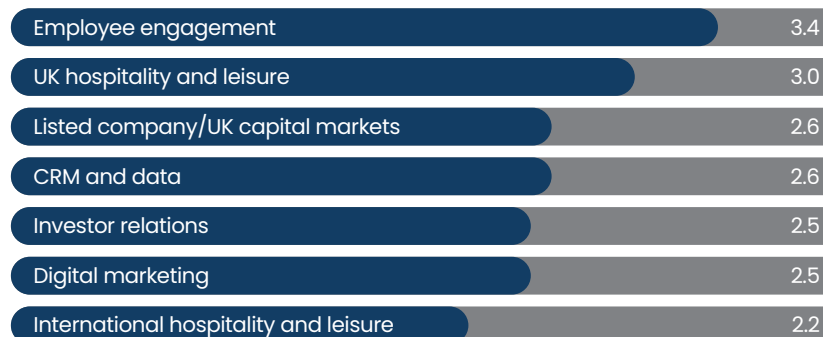 Employee engagement 3.4
UK hospitality and leisure 3.0
Listed company/UK capital markets 2.6
CRM and data 2.6
Investor relations 2.5
Digital marketing 2.5
International hospitality and leisure 2.2